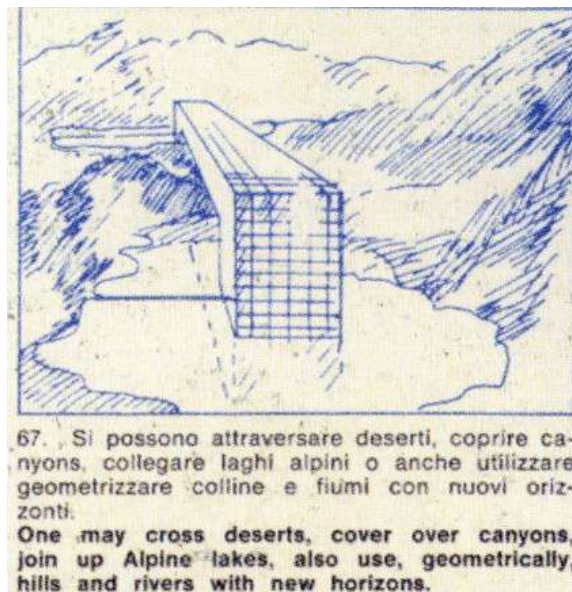 67. Si possono attraversare deserti, coprire ca-
nyons, collegare laghi alpini o anche utilizzare
geometrizzare colline e fiumi con nuovi oriz-
zonti.
One may cross deserts, cover over canyons,
join up Alpine lakes, also use, geometrically,
hills and rivers with new horizons.